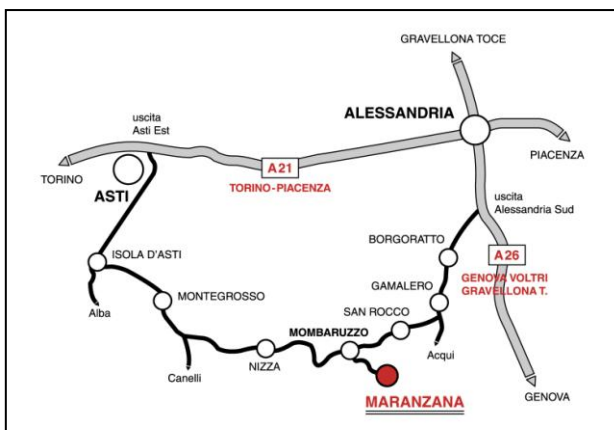 GRAVELLONA TOCE
ALESSANDRIA
uscita
Asti Est
PIACENZA
TORINO
A21
TORINO-PIACENZA
ASTI
uscita
Alessandria Sud
BORGORATTO
ISOLA D'ASTI
A26
GENOVA VOLTRI
GRAVELLONA T.
GAMALERO
MONTEGROSSO
Alba
SAN ROCCO
MOMBARUZZO
Acqui
NIZZA
Canelli
GENOVA
MARANZANA